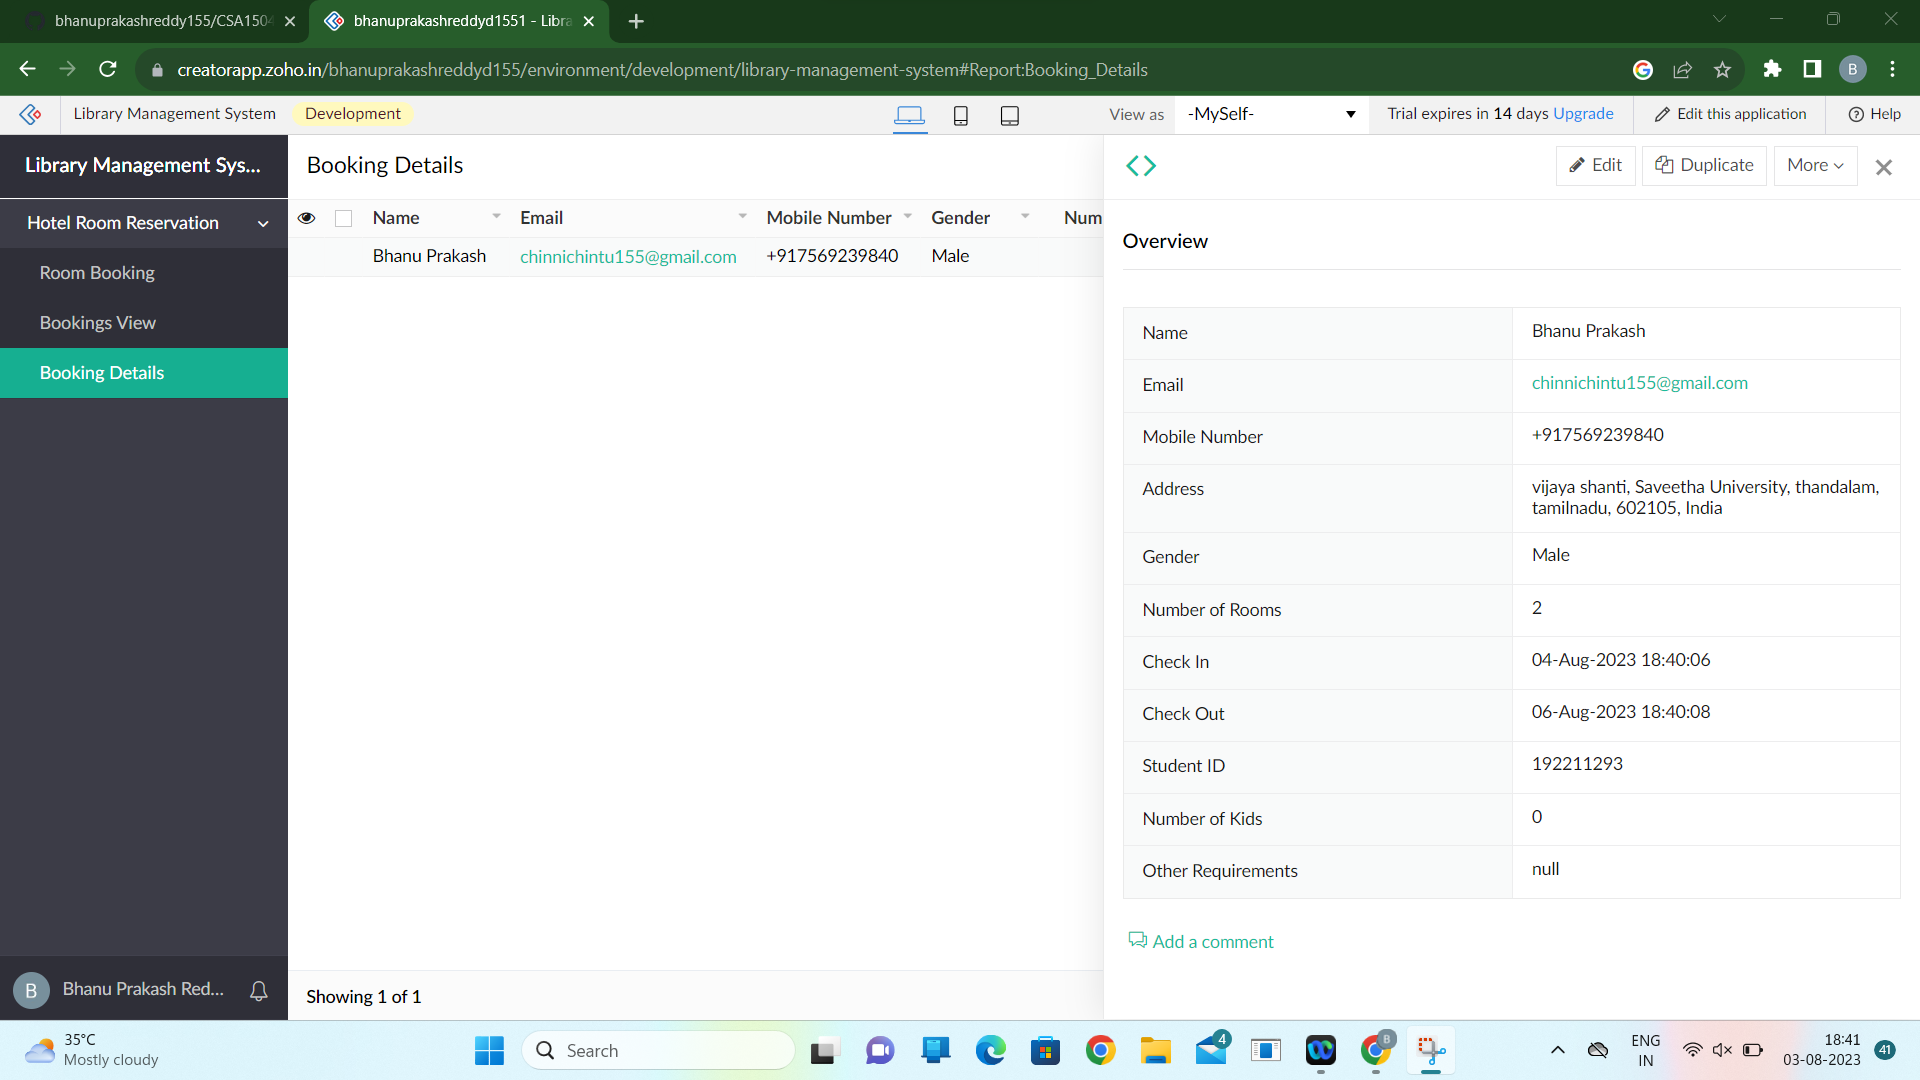 bhanuprakashreddy155/CSA1504
bhanuprakashreddyd1551 - Libra
creatorapp.zoho.in/bhanuprakashreddyd155/environment/development/library-management-system#Report:Booking_Details
B
Library Management System
Development
View as
-MySelf-
Trial expires in 14 days Upgrade
Edit this application
Help
Library Management Sys...
Hotel Room Reservation
Room Booking
Bookings View
Booking Details
B
Bhanu Prakash Red...
Booking Details
Name Email Mobile Number Gender Num
Bhanu Prakash chinnichintu155@gmail.com +917569239840 Male
Showing 1 of 1
Edit
Duplicate
More
Overview
Name Bhanu Prakash
Email chinnichintu155@gmail.com
Mobile Number +917569239840
Address vijaya shanti, Saveetha University, thandalam,
tamilnadu, 602105, India
Gender Male
Number of Rooms 2
Check In 04-Aug-2023 18:40:06
Check Out 06-Aug-2023 18:40:08
Student ID 192211293
Number of Kids 0
Other Requirements null
Add a comment
35°C
Mostly cloudy
Search
4
B
ENG
IN
18:41
03-08-2023
41